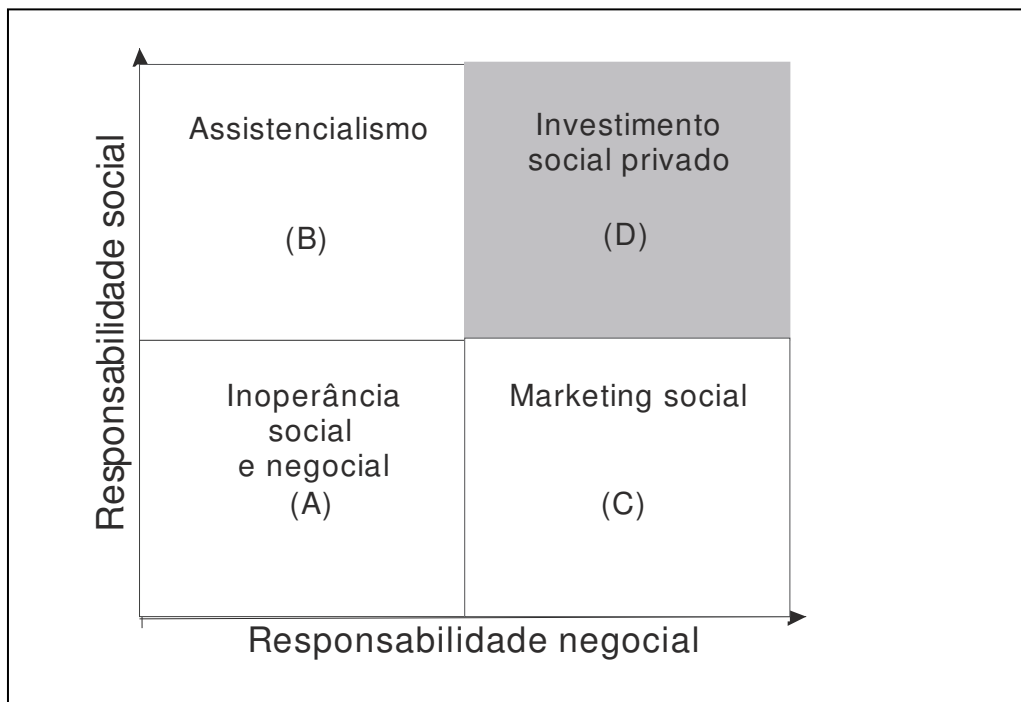 Responsabilidade social
Assistencialismo
(B)
Investimento
social privado
(D)
Inoperância
social
e negocial
(A)
Marketing social
(C)
Responsabilidade negocial